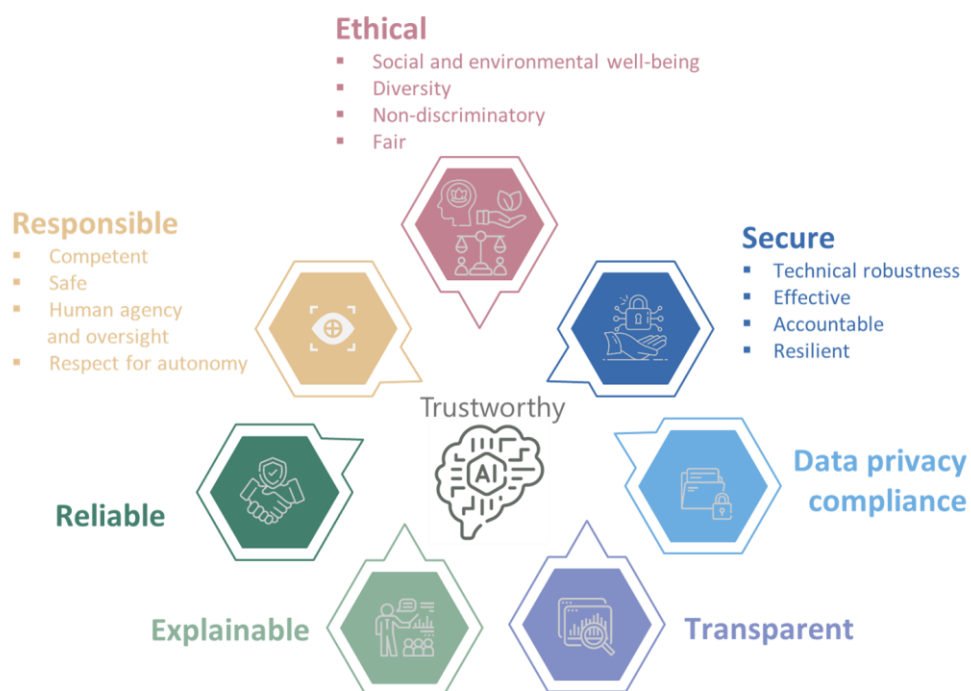 Ethical
▪ Social and environmental well-being
▪ Diversity
▪ Non-discriminatory
▪ Fair
Responsible
▪ Competent
▪ Safe
▪ Human agency
and oversight
▪ Respect for autonomy
Secure
▪ Technical robustness
▪ Effective
▪ Accountable
▪ Resilient
Trustworthy
AI
Reliable
Data privacy
compliance
Explainable
Transparent